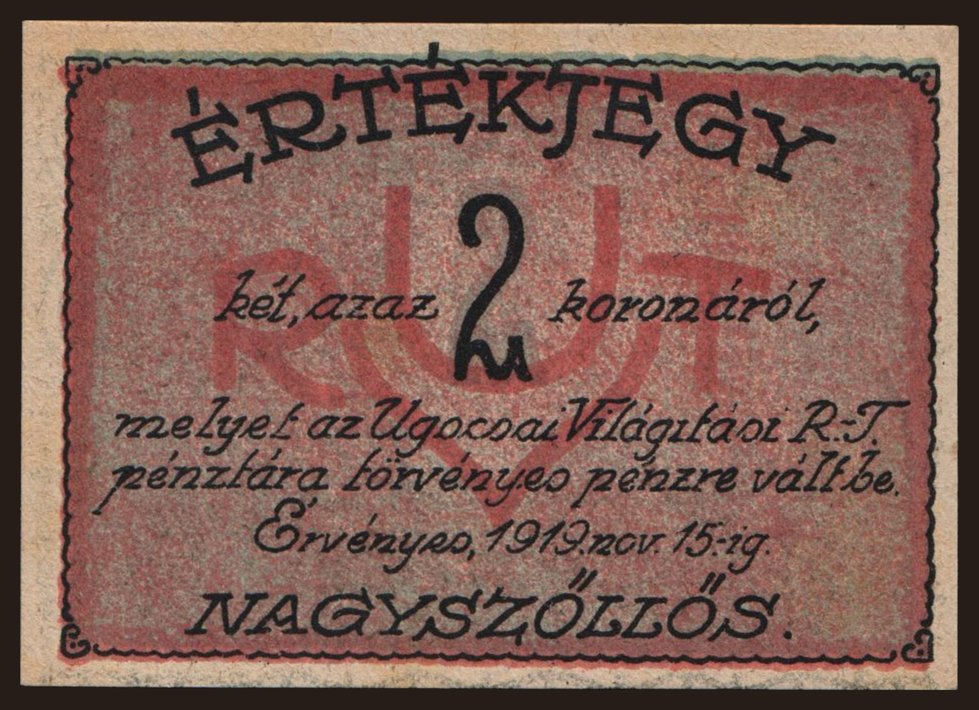 ÉRTÉKJEGY
két, azaz 2 koronáról,
melyet az Ugocsai Világítási R.-T.
pénztára törvényes pénzre vált be.
Érvényes, 1919. nov. 15-ig.
NAGYSZŐLLŐS.
R U T
V